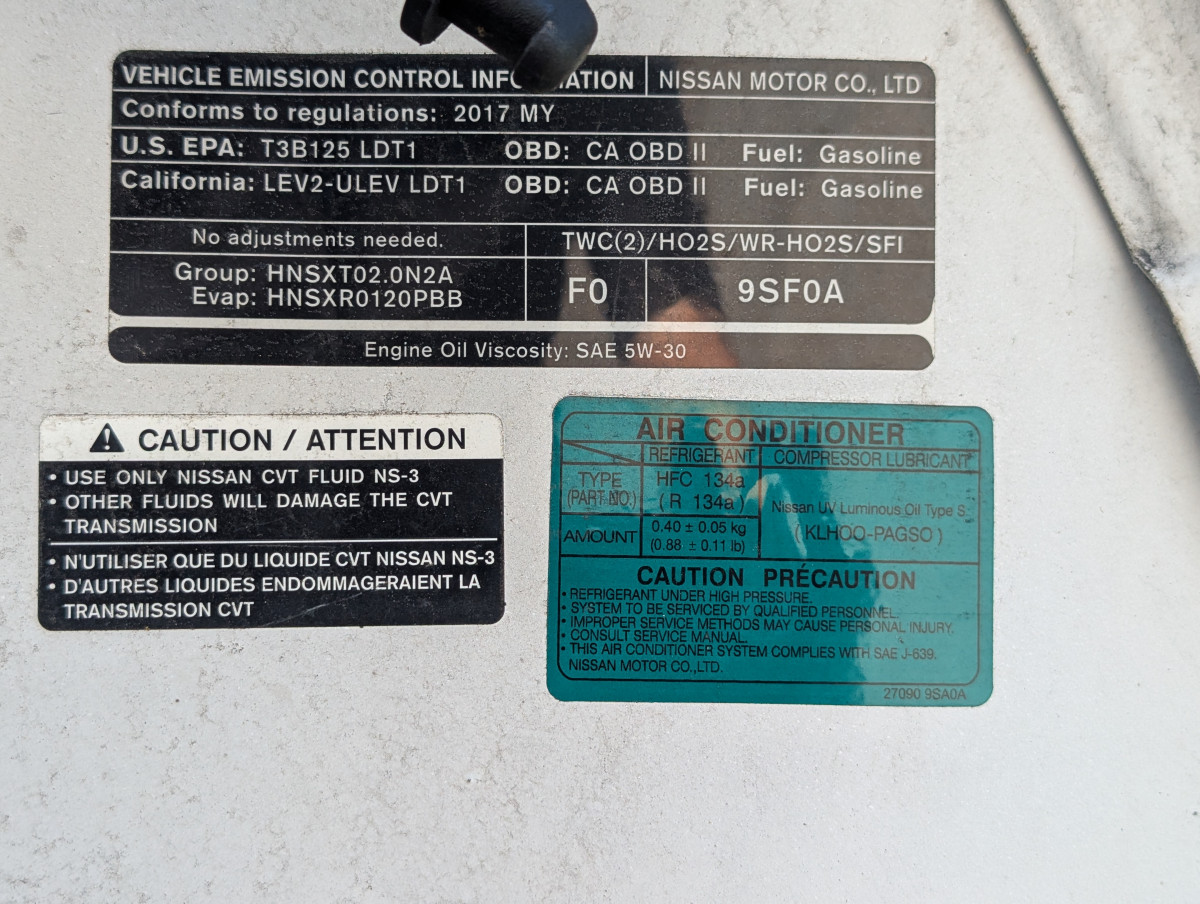 VEHICLE EMISSION CONTROL INF ATION NISSAN MOTOR CO., LTD
Conforms to regulations: 2017 MY
U.S. EPA: T3B125 LDT1 OBD: CA OBD II Fuel: Gasoline
California: LEV2-ULEV LDT1 OBD: CA OBD II Fuel: Gasoline
No adjustments needed. TWC(2)/HO2S/WR-HO2S/SFI
Group: HNSXT02.0N2A
Evap: HNSXR0120PBB
F0 9SF0A
Engine Oil Viscosity: SAE 5W-30
CAUTION / ATTENTION
• USE ONLY NISSAN CVT FLUID NS-3
• OTHER FLUIDS WILL DAMAGE THE CVT
TRANSMISSION
• N'UTILISER QUE DU LIQUIDE CVT NISSAN NS-3
• D'AUTRES LIQUIDES ENDOMMAGERAIENT LA
TRANSMISSION CVT
AIR CONDITIONER
REFRIGERANT COMPRESSOR LUBRICANT
TYPE
(PART NO.)
HFC 134a
(R 134a)
Nissan UV Luminous Oil Type S
(KLHOO-PAGSO)
AMOUNT
0.40 ± 0.05 kg
(0.88 ± 0.11 lb)
CAUTION PRÉCAUTION
• REFRIGERANT UNDER HIGH PRESSURE.
• SYSTEM TO BE SERVICED BY QUALIFIED PERSONNEL.
• IMPROPER SERVICE METHODS MAY CAUSE PERSONAL INJURY.
• CONSULT SERVICE MANUAL.
• THIS AIR CONDITIONER SYSTEM COMPLIES WITH SAE J-639.
NISSAN MOTOR CO.,LTD.
27090 9SA0A